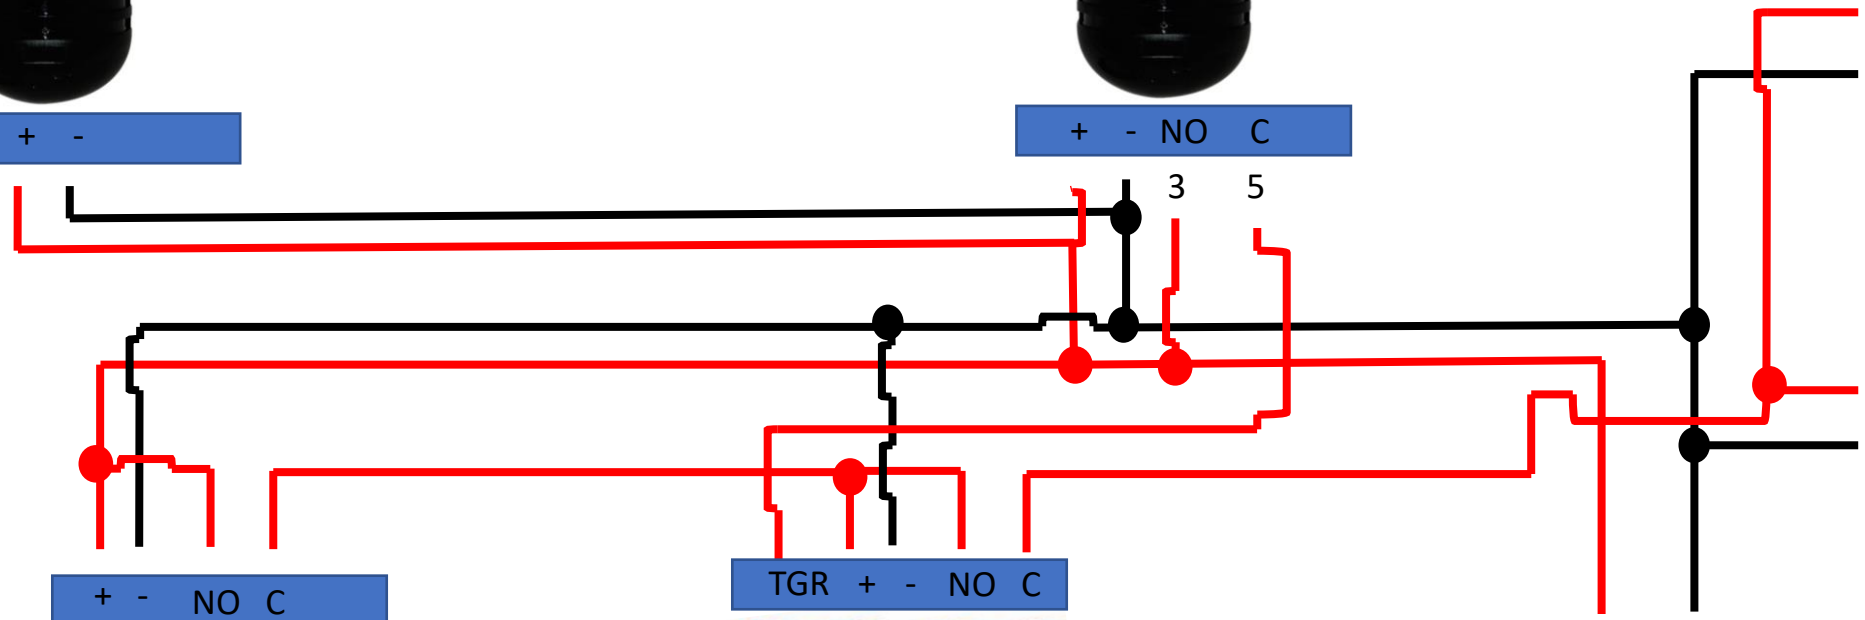 + -
+ - NO C
3 5
+ - NO C
TGR + - NO C